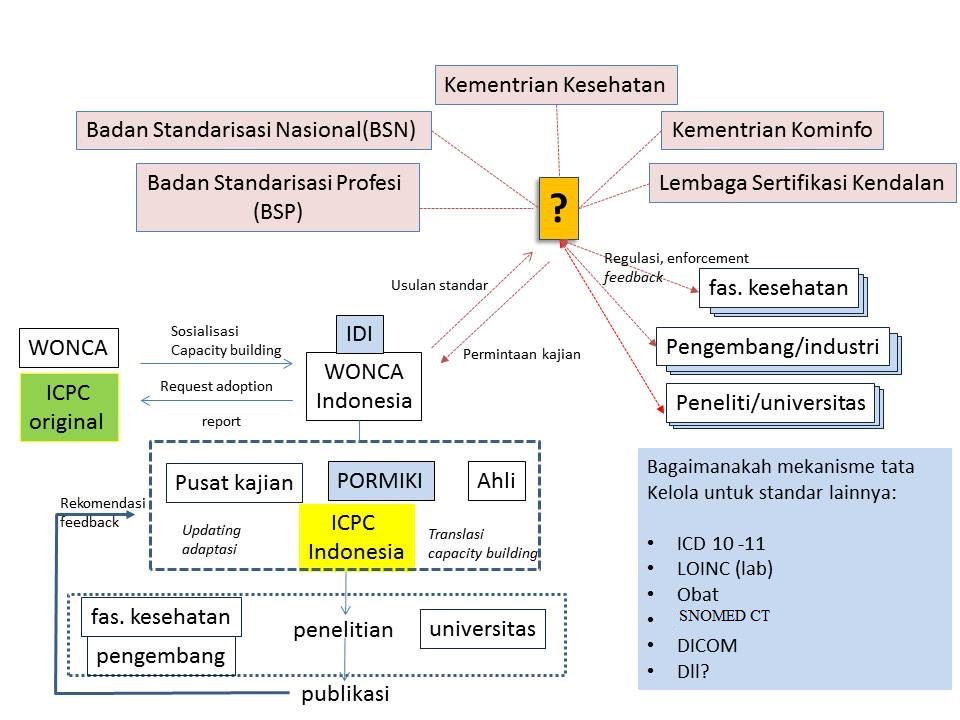 Kementrian Kesehatan
Badan Standarisasi Nasional(BSN)
Kementrian Kominfo
Badan Standarisasi Profesi
(BSP)
Lembaga Sertifikasi Kendalan
?
Regulasi, enforcement
feedback
Usulan standar
fas. kesehatan
Permintaan kajian
Pengembang/industri
Peneliti/universitas
WONCA
ICPC
original
Sosialisasi
Capacity building
Request adoption
report
IDI
WONCA
Indonesia
Pusat kajian
PORMIKI
Ahli
Rekomendasi
feedback
Updating
adaptasi
ICPC
Indonesia
Translasi
capacity building
fas. kesehatan
pengembang
penelitian
universitas
publikasi
Bagaimanakah mekanisme tata
Kelola untuk standar lainnya:
• ICD 10 -11
• LOINC (lab)
• Obat
• SNOMED CT
• DICOM
• Dll?